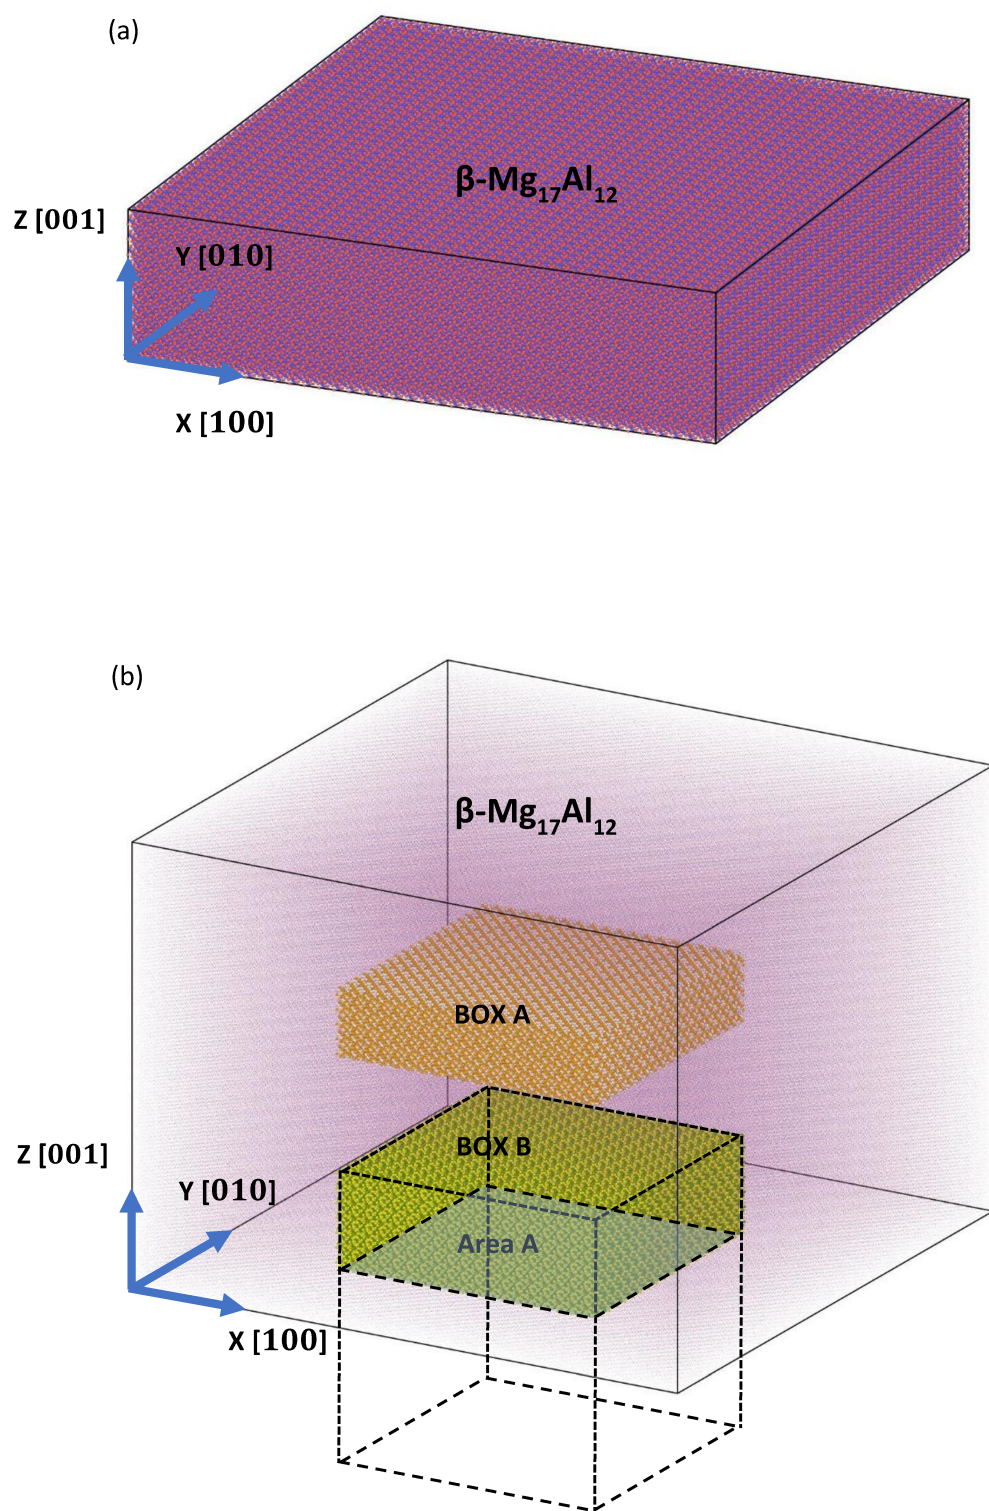 (a)
β-Mg₁₇Al₁₂
Z [001]
Y [010]
X [100]
(b)
β-Mg₁₇Al₁₂
BOX A
BOX B
Z [001]
Y [010]
Area A
X [100]